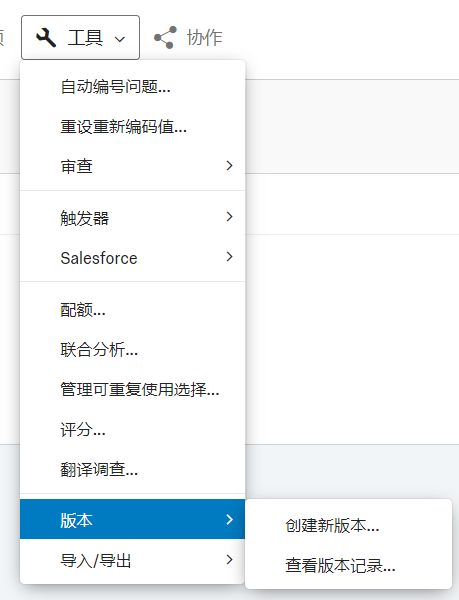 工具
协作
自动编号问题...
重设重新编码值...
审查
触发器
Salesforce
配额...
联合分析...
管理可重复使用选择...
评分...
翻译调查...
版本
创建新版本...
导入/导出
查看版本记录...